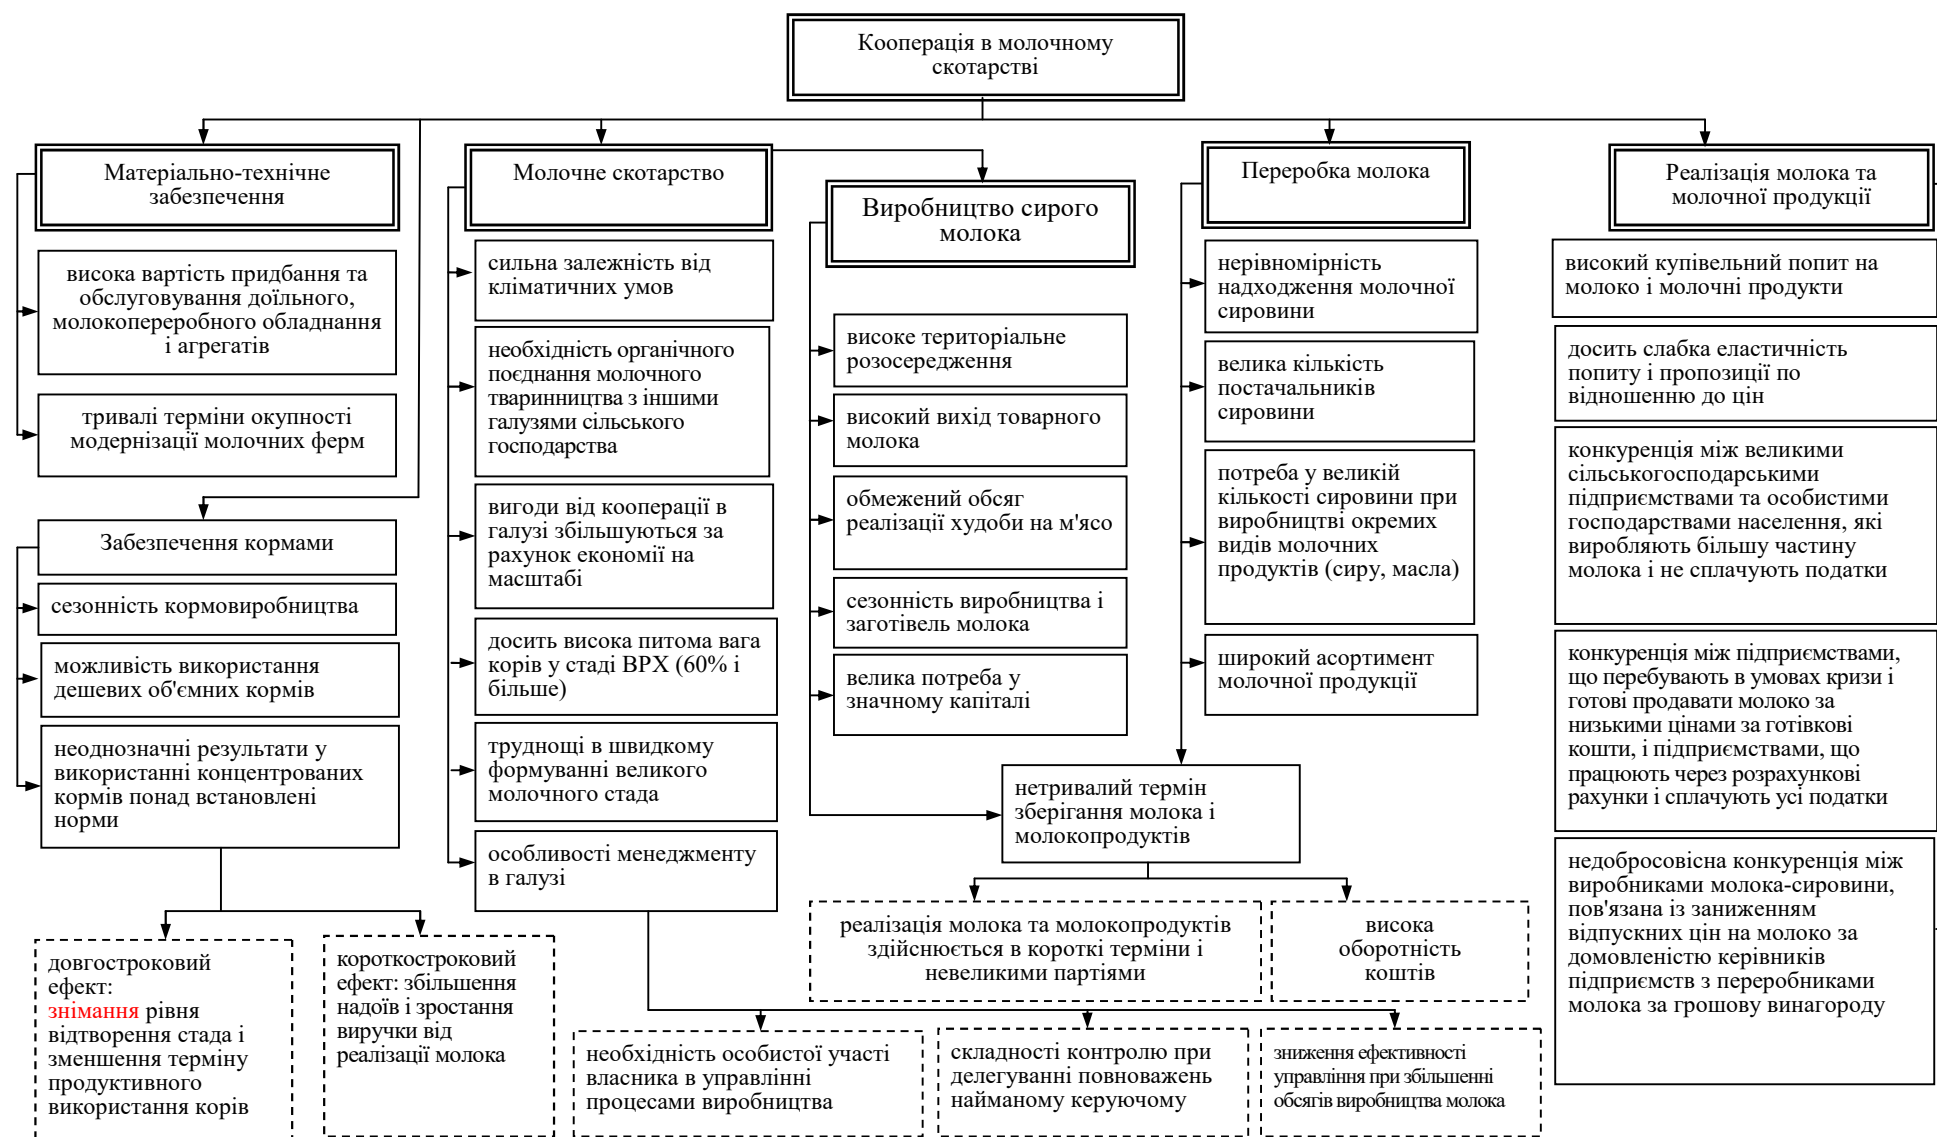 Кооперація в молочному
скотарстві
Матеріально-технічне
забезпечення
висока вартість придбання та
обслуговування доїльного,
молокопереробного обладнання
і агрегатів
тривалі терміни окупності
модернізації молочних ферм
Забезпечення кормами
сезонність кормовиробництва
можливість використання
дешевих об'ємних кормів
неоднозначні результати у
використанні концентрованих
кормів понад встановлені
норми
довгостроковий
ефект:
знімання рівня
відтворення стада і
зменшення терміну
продуктивного
використання корів
короткостроковий
ефект: збільшення
надоїв і зростання
виручки від
реалізації молока
Молочне скотарство
сильна залежність від
кліматичних умов
необхідність органічного
поєднання молочного
тваринництва з іншими
галузями сільського
господарства
вигоди від кооперації в
галузі збільшуються за
рахунок економії на
масштабі
досить висока питома вага
корів у стаді ВРХ (60% і
більше)
труднощі в швидкому
формуванні великого
молочного стада
особливості менеджменту
в галузі
Виробництво сирого
молока
високе територіальне
розосередження
високий вихід товарного
молока
обмежений обсяг
реалізації худоби на м'ясо
сезонність виробництва і
заготівель молока
велика потреба у
значному капіталі
Переробка молока
нерівномірність
надходження молочної
сировини
велика кількість
постачальників
сировини
потреба у великій
кількості сировини при
виробництві окремих
видів молочних
продуктів (сиру, масла)
широкий асортимент
молочної продукції
нетривалий термін
зберігання молока і
молокопродуктів
реалізація молока та молокопродуктів
здійснюється в короткі терміни і
невеликими партіями
висока
оборотність
коштів
необхідність особистої участі
власника в управлінні
процесами виробництва
складності контролю при
делегуванні повноважень
найманому керуючому
зниження ефективності
управління при збільшенні
обсягів виробництва молока
Реалізація молока та
молочної продукції
високий купівельний попит на
молоко і молочні продукти
досить слабка еластичність
попиту і пропозиції по
відношенню до цін
конкуренція між великими
сільськогосподарськими
підприємствами та особистими
господарствами населення, які
виробляють більшу частину
молока і не сплачують податки
конкуренція між підприємствами,
що перебувають в умовах кризи і
готові продавати молоко за
низькими цінами за готівкові
кошти, і підприємствами, що
працюють через розрахункові
рахунки і сплачують усі податки
недобросовісна конкуренція між
виробниками молока-сировини,
пов'язана із заниженням
відпускних цін на молоко за
домовленістю керівників
підприємств з переробниками
молока за грошову винагороду